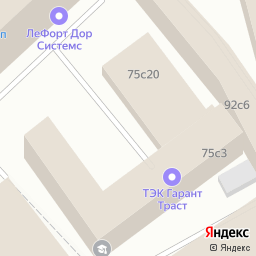 ЛеФорт Дор
Системс
п
75с20
92с6
75с3
ТЭК Гарант
Траст
Яндекс
© Яндекс